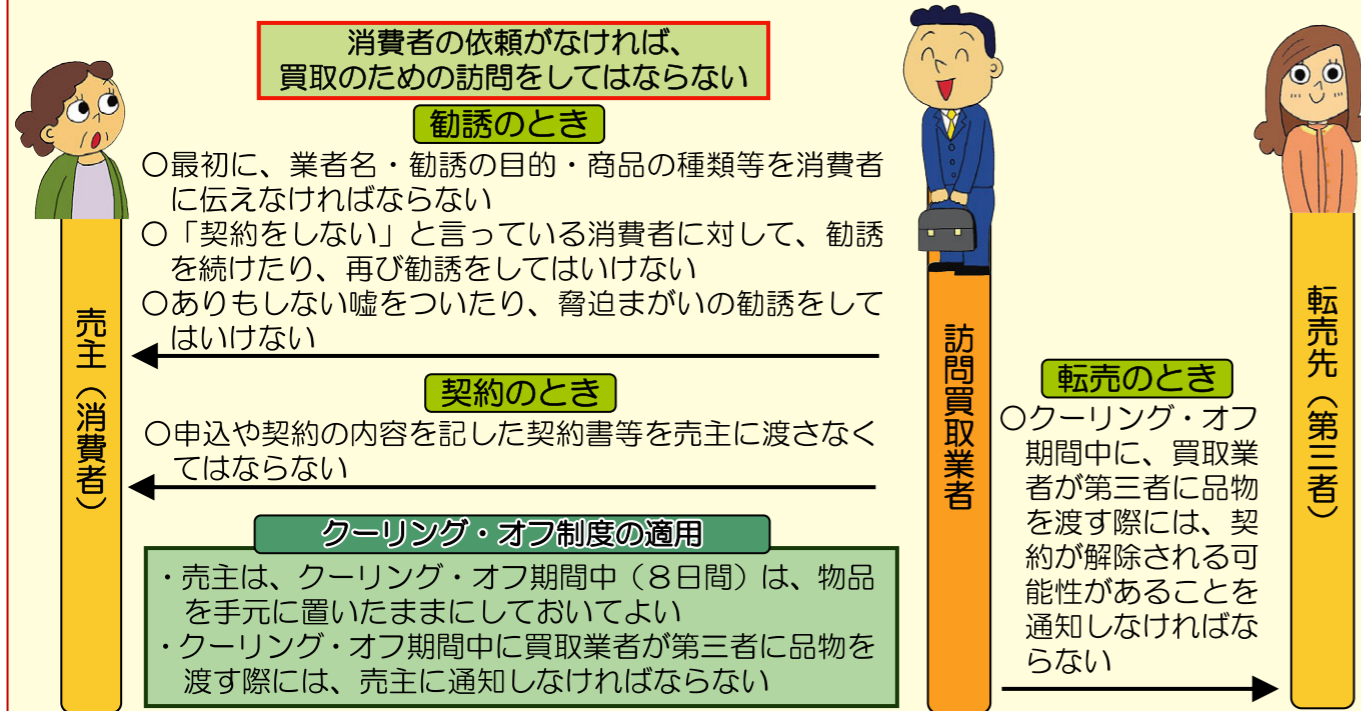 消費者の依頼がなければ、
買取のための訪問をしてはならない
勧誘のとき
〇最初に、業者名・勧誘の目的・商品の種類等を消費者
に伝えなければならない
〇「契約をしない」と言っている消費者に対して、勧誘
を続けたり、再び勧誘をしてはいけない
〇ありもしない嘘をついたり、脅迫まがいの勧誘をして
はいけない
契約のとき
〇申込や契約の内容を記した契約書等を売主に渡さなく
てはならない
クーリング・オフ制度の適用
・売主は、クーリング・オフ期間中（８日間）は、物品
を手元に置いたままにしておいてよい
・クーリング・オフ期間中に買取業者が第三者に品物を
渡す際には、売主に通知しなければならない
売主（消費者）
訪問買取業者
転売のとき
〇クーリング・オフ
期間中に、買取業
者が第三者に品物
を渡す際には、契
約が解除される可
能性があることを
通知しなければな
らない
転売先（第三者）